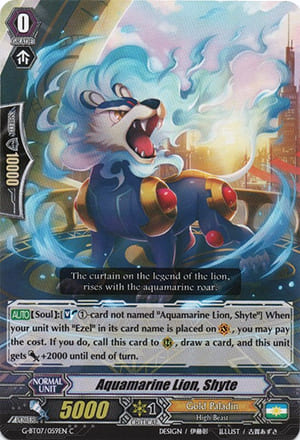 GRADE
0
SHIELD
10000
The curtain on the legend of the lion,
rises with the aquamarine roar.
AUTO [Soul]:[V ①-card not named "Aquamarine Lion, Shyte"] When
your unit with "Ezel" in its card name is placed on Ⓡ, you may pay
the cost. If you do, call this card to Ⓡ, draw a card, and this unit
gets +2000 until end of turn.
NORMAL
UNIT
Aquamarine Lion, Shyte
POWER
5000
1
CRITICAL
Gold Paladin
High Beast
G-BT07/059EN C
DESIGN / 伊藤彰
ILLUST / 古賀あずさ